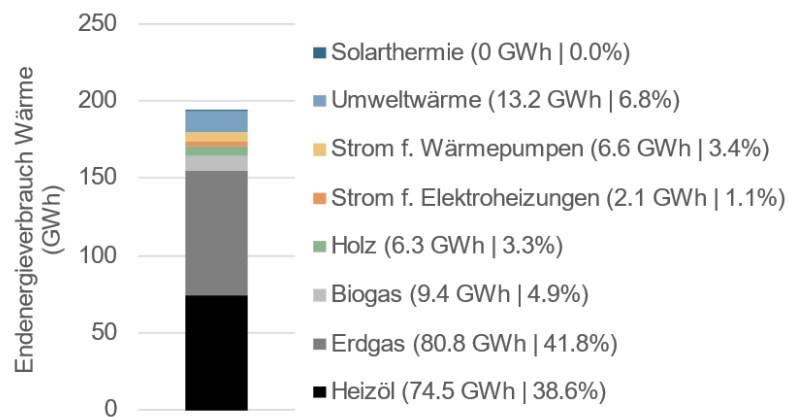 Endenergieverbrauch Wärme
(GWh)
250
200
150
100
50
0
Solarthermie (0 GWh | 0.0%)
Umweltwärme (13.2 GWh | 6.8%)
Strom f. Wärmepumpen (6.6 GWh | 3.4%)
Strom f. Elektroheizungen (2.1 GWh | 1.1%)
Holz (6.3 GWh | 3.3%)
Biogas (9.4 GWh | 4.9%)
Erdgas (80.8 GWh | 41.8%)
Heizöl (74.5 GWh | 38.6%)